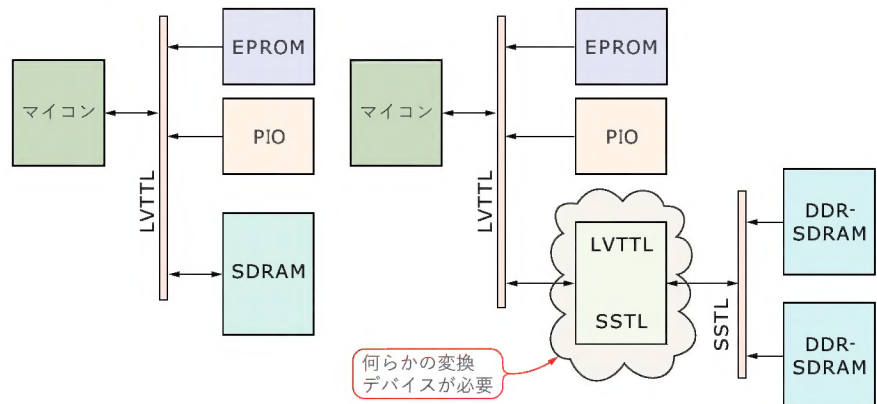 マイコン
EPROM
PIO
SDRAM
LVTTL
マイコン
EPROM
PIO
LVTTL
LVTTL
SSTL
SSTL
DDR-
SDRAM
DDR-
SDRAM
何らかの変換
デバイスが必要